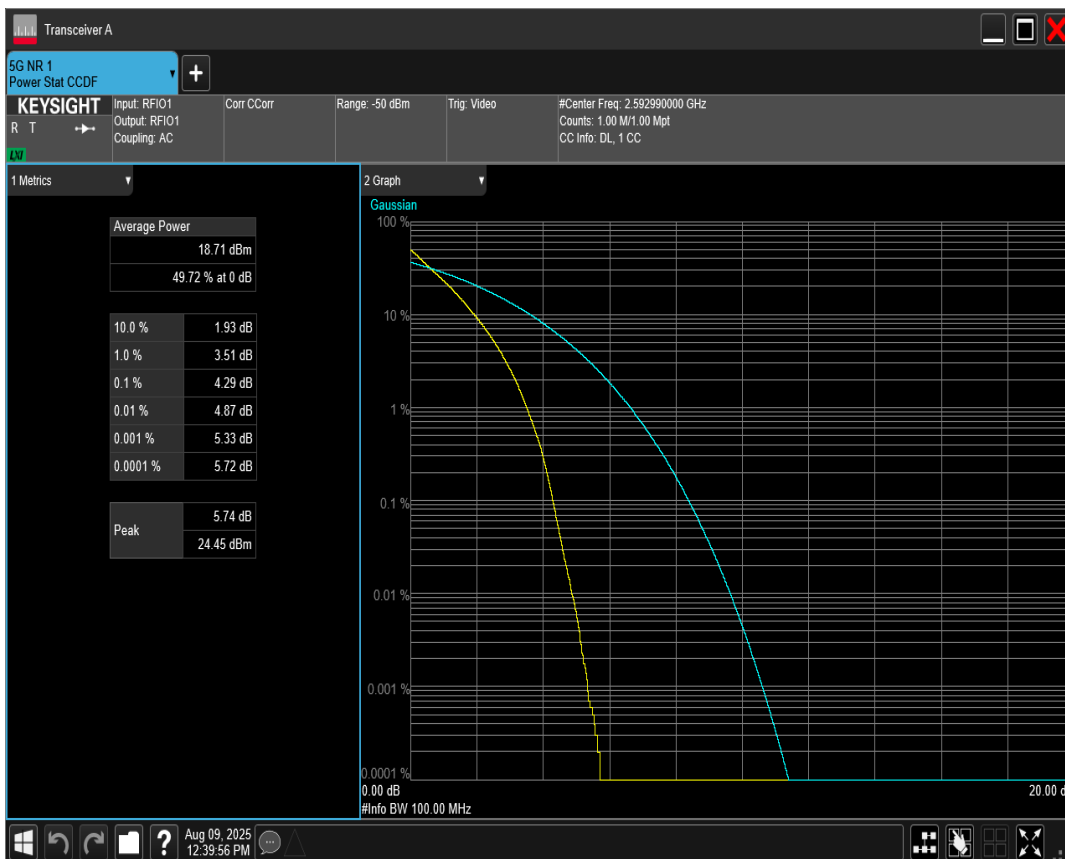 Transceiver A
5G NR 1
Power Stat CCDF
+
KEYSIGHT
R T
LXI
Input: RFIO1
Output: RFIO1
Coupling: AC
Corr CCorr
Range: -50 dBm
Trig: Video
#Center Freq: 2.592990000 GHz
Counts: 1.00 M/1.00 Mpt
CC Info: DL, 1 CC
1 Metrics
Average Power
18.71 dBm
49.72 % at 0 dB
10.0 % 1.93 dB
1.0 % 3.51 dB
0.1 % 4.29 dB
0.01 % 4.87 dB
0.001 % 5.33 dB
0.0001 % 5.72 dB
Peak
5.74 dB
24.45 dBm
2 Graph
Gaussian
100 %
10 %
1 %
0.1 %
0.01 %
0.001 %
0.0001 %
0.00 dB
20.00 d
#Info BW 100.00 MHz
?
Aug 09, 2025
12:39:56 PM